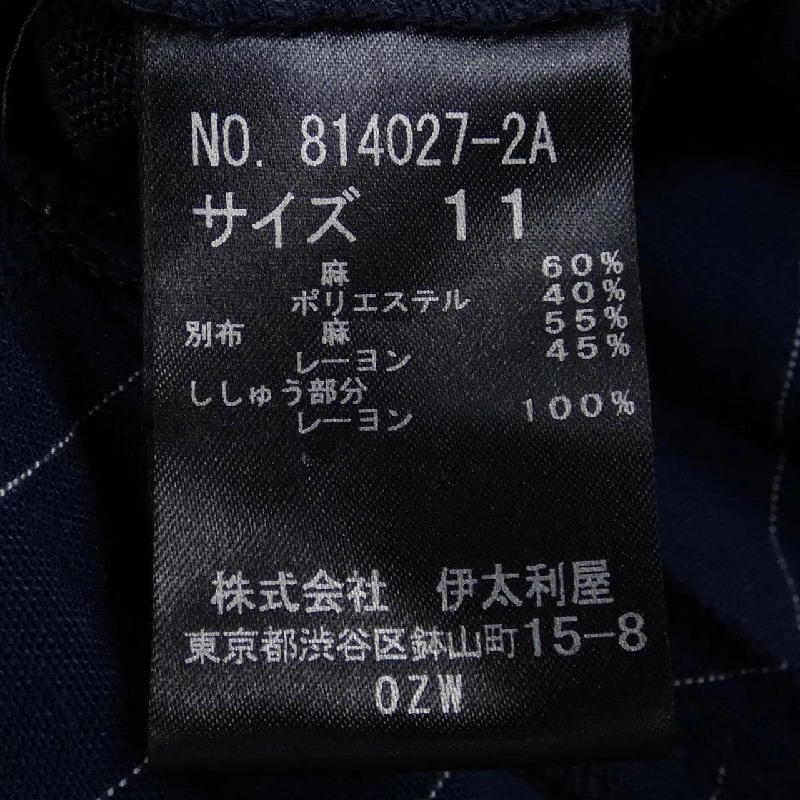 NO. 814027-2A
サイズ 11
麻 60%
ポリエステル 40%
別布 麻 55%
レーヨン 45%
ししゅう部分
レーヨン 100%
株式会社 伊太利屋
東京都渋谷区鉢山町15-8
OZW